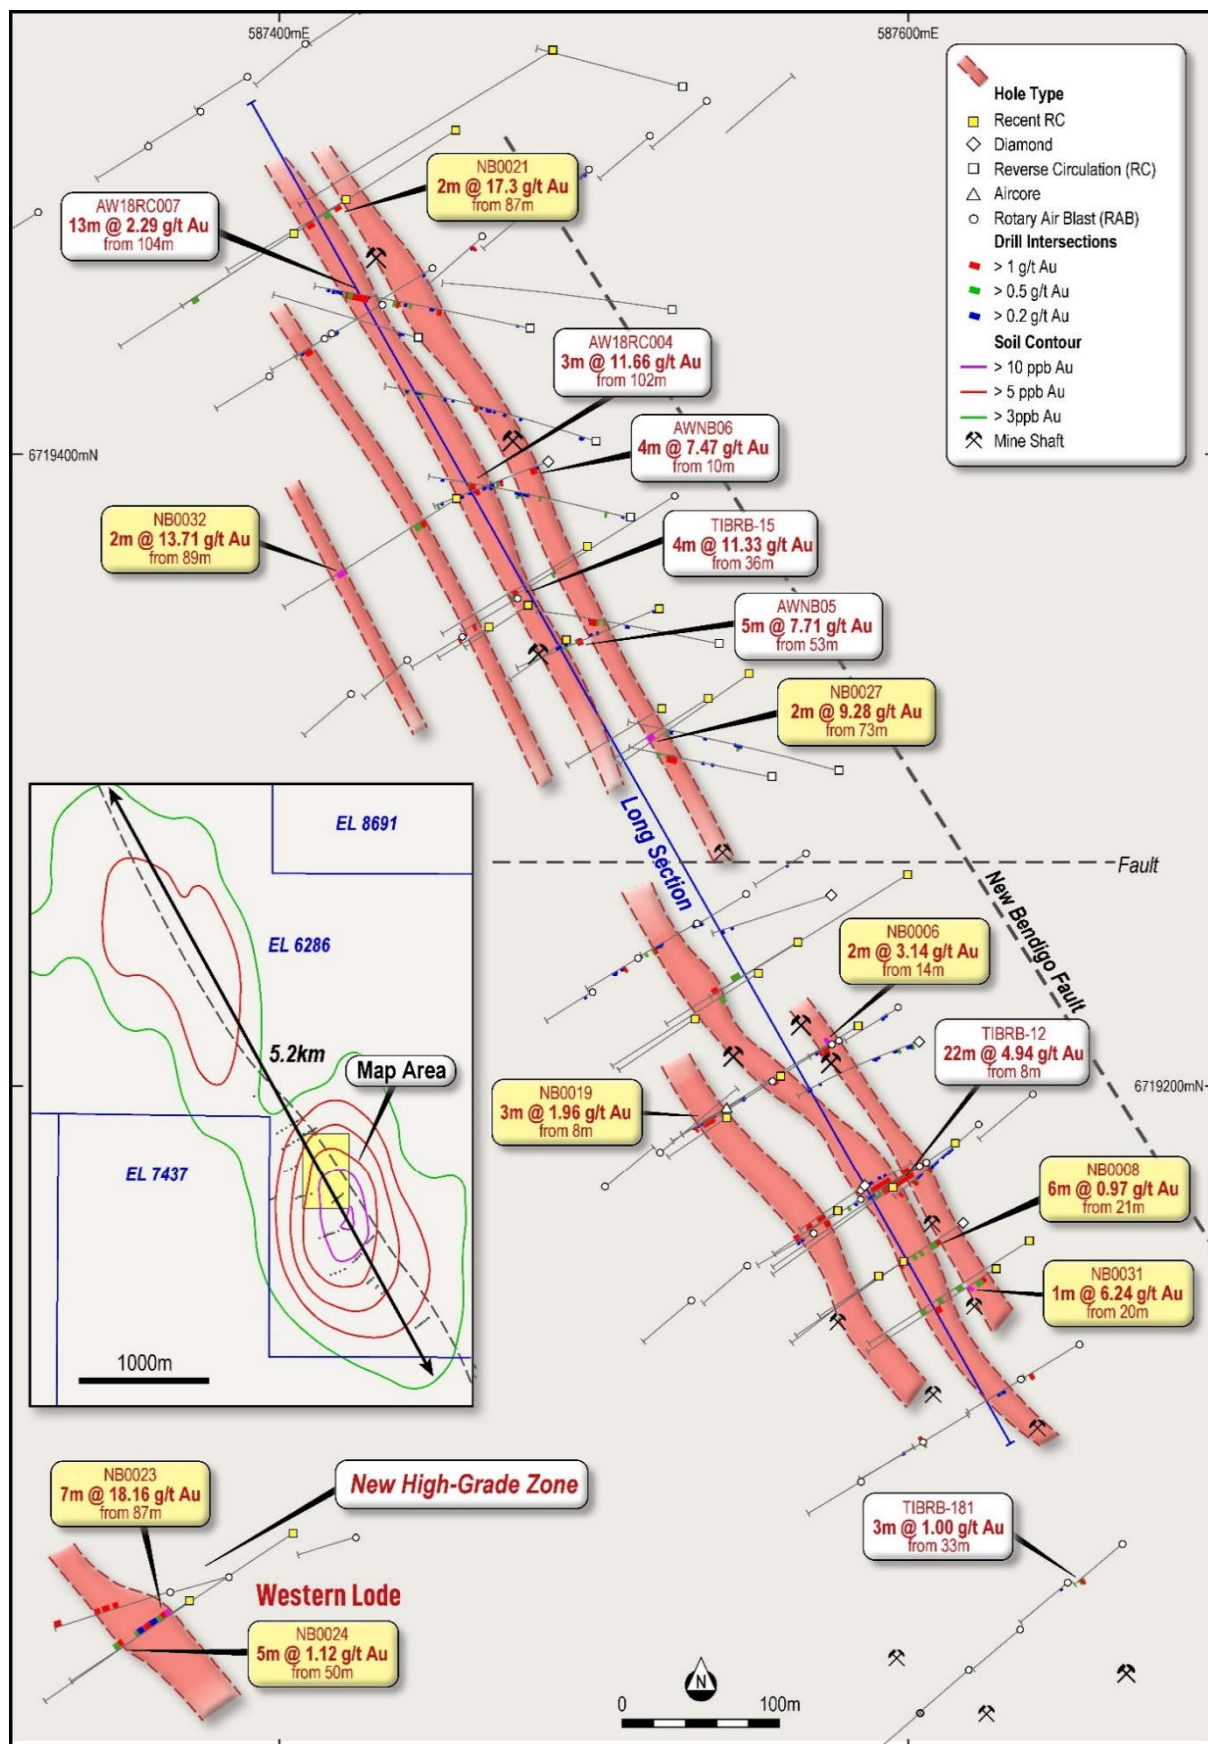 587400mE
587600mE
Hole Type
Recent RC
Diamond
Reverse Circulation (RC)
Aircore
Rotary Air Blast (RAB)
Drill Intersections
> 1 g/t Au
> 0.5 g/t Au
> 0.2 g/t Au
Soil Contour
> 10 ppb Au
> 5 ppb Au
> 3ppb Au
Mine Shaft
NB0021
2m @ 17.3 g/t Au
from 87m
AW18RC007
13m @ 2.29 g/t Au
from 104m
AW18RC004
3m @ 11.66 g/t Au
from 102m
AWNB06
4m @ 7.47 g/t Au
from 10m
6719400mN
NB0032
2m @ 13.71 g/t Au
from 89m
TIBRB-15
4m @ 11.33 g/t Au
from 36m
AWNB05
5m @ 7.71 g/t Au
from 53m
NB0027
2m @ 9.28 g/t Au
from 73m
Long Section
Fault
New Bendigo Fault
EL 8691
EL 6286
5.2km
Map Area
EL 7437
1000m
NB0006
2m @ 3.14 g/t Au
from 14m
TIBRB-12
22m @ 4.94 g/t Au
from 8m
6719200mN
NB0019
3m @ 1.96 g/t Au
from 8m
NB0008
6m @ 0.97 g/t Au
from 21m
NB0031
1m @ 6.24 g/t Au
from 20m
NB0023
7m @ 18.16 g/t Au
from 87m
New High-Grade Zone
Western Lode
NB0024
5m @ 1.12 g/t Au
from 50m
TIBRB-181
3m @ 1.00 g/t Au
from 33m
N
0 100m